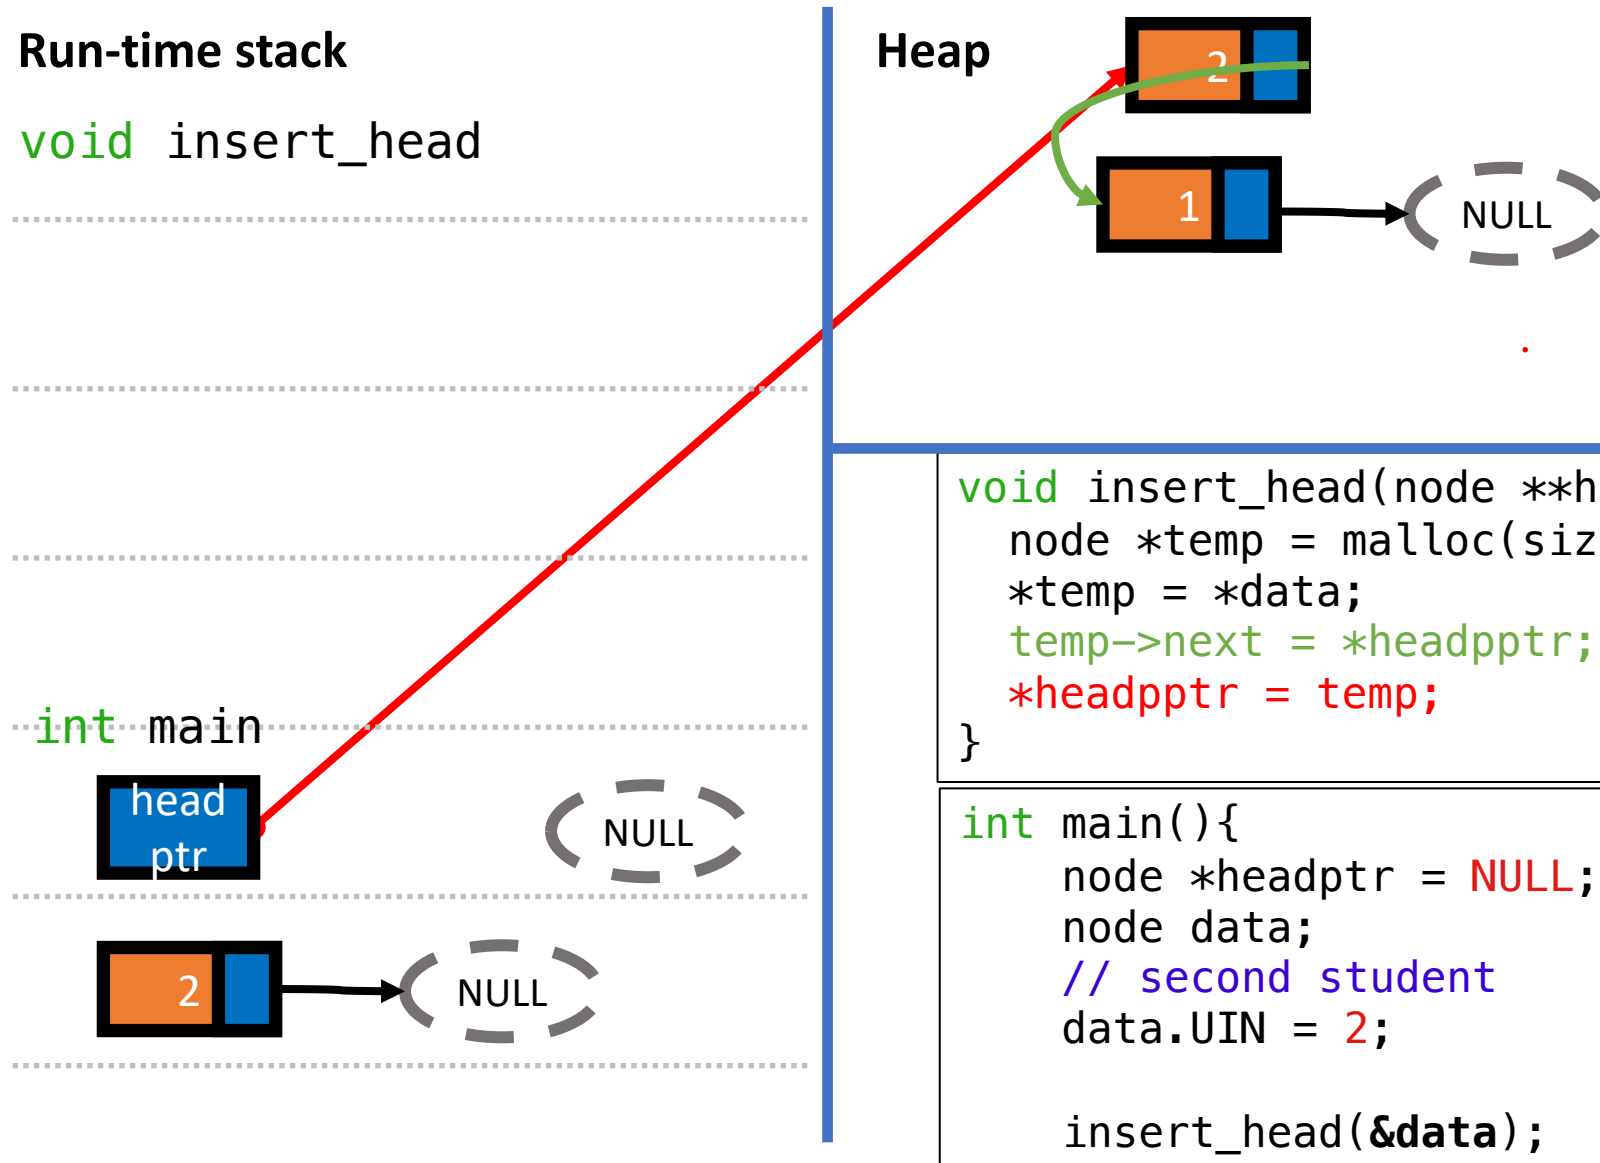 Run-time stack
void insert_head
int main
head
ptr
NULL
2
NULL
Heap
2
1
NULL
void insert_head(node **h
node *temp = malloc(siz
*temp = *data;
temp->next = *headpptr;
*headpptr = temp;
}
int main(){
node *headptr = NULL;
node data;
// second student
data.UIN = 2;
insert_head(&data);